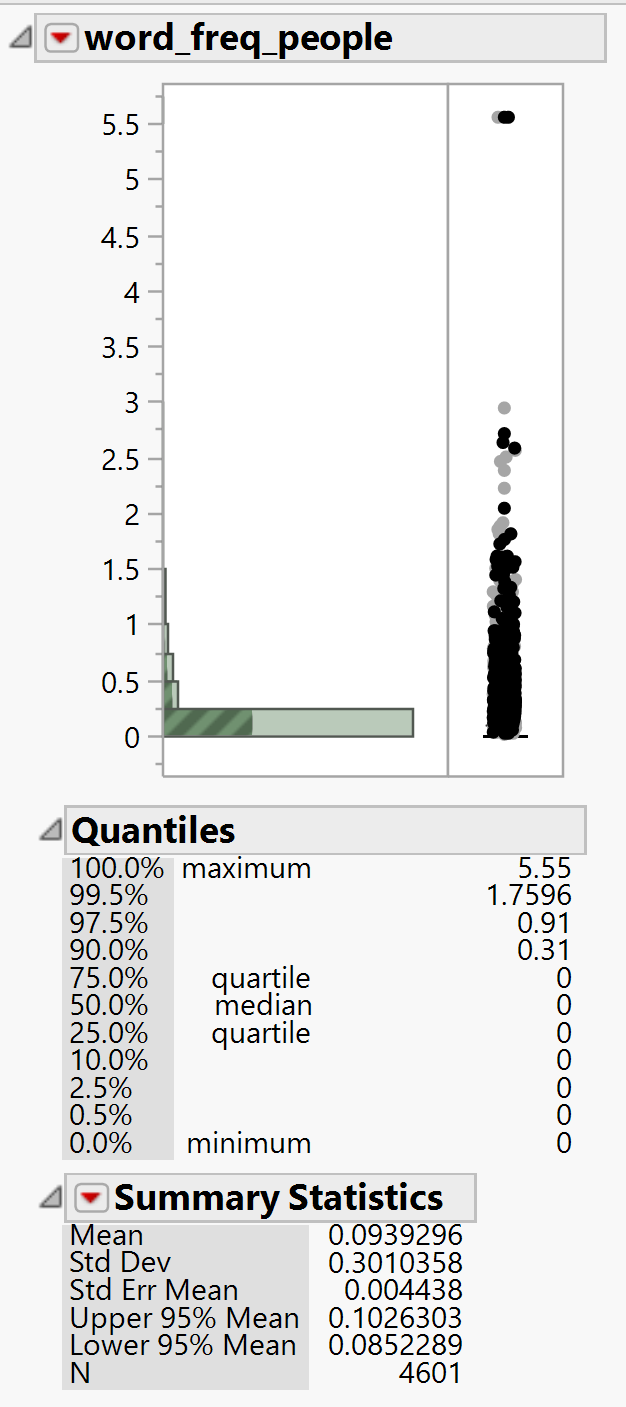 word_freq_people
5.5
5
4.5
4
3.5
3
2.5
2
1.5
1
0.5
0
Quantiles
100.0% maximum 5.55
99.5% 1.7596
97.5% 0.91
90.0% 0.31
75.0% quartile 0
50.0% median 0
25.0% quartile 0
10.0% 0
2.5% 0
0.5% 0
0.0% minimum 0
Summary Statistics
Mean 0.0939296
Std Dev 0.3010358
Std Err Mean 0.004438
Upper 95% Mean 0.1026303
Lower 95% Mean 0.0852289
N 4601